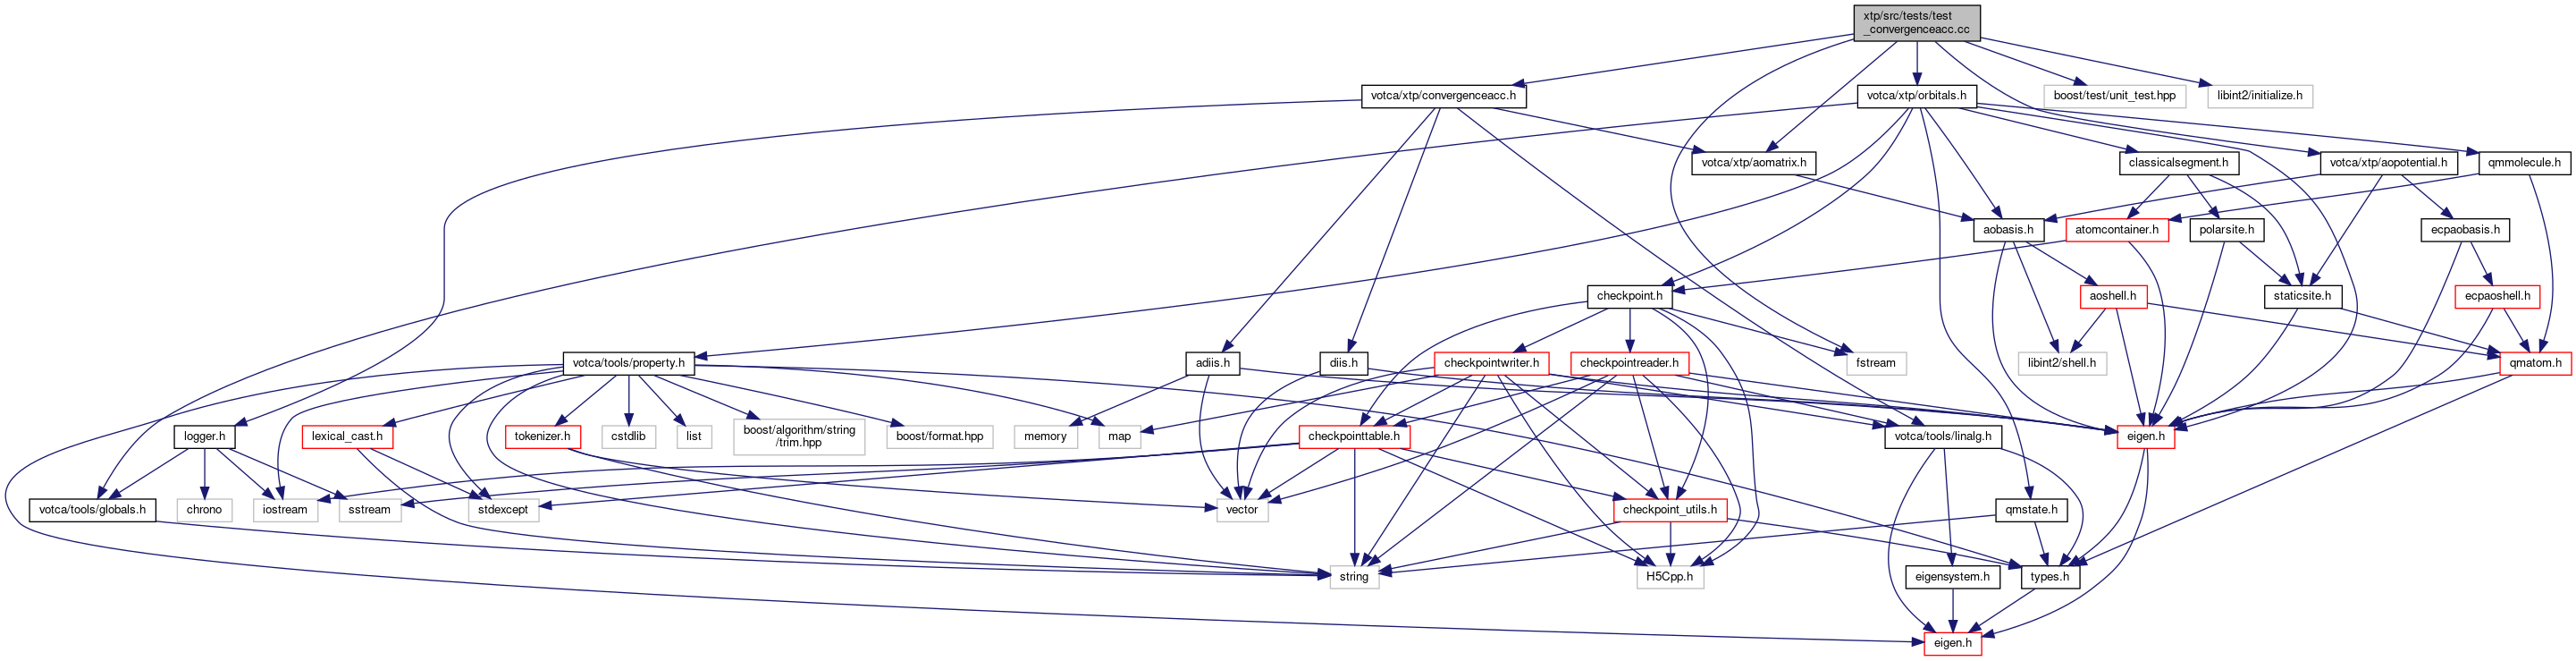 xtp/src/tests/test
_convergenceacc.cc
votca/xtp/convergenceacc.h
votca/xtp/orbitals.h
boost/test/unit_test.hpp
libint2/initialize.h
votca/xtp/aomatrix.h
classicalsegment.h
votca/xtp/aopotential.h
qmmolecule.h
aobasis.h
atomcontainer.h
polarsite.h
ecpaobasis.h
checkpoint.h
aoshell.h
staticsite.h
ecpaoshell.h
votca/tools/property.h
adiis.h
diis.h
checkpointwriter.h
checkpointreader.h
fstream
libint2/shell.h
qmatom.h
logger.h
lexical_cast.h
tokenizer.h
cstdlib
list
boost/algorithm/string
/trim.hpp
boost/format.hpp
memory
map
checkpointtable.h
votca/tools/linalg.h
eigen.h
votca/tools/globals.h
chrono
iostream
sstream
stdexcept
vector
checkpoint_utils.h
qmstate.h
string
H5Cpp.h
eigensystem.h
types.h
eigen.h